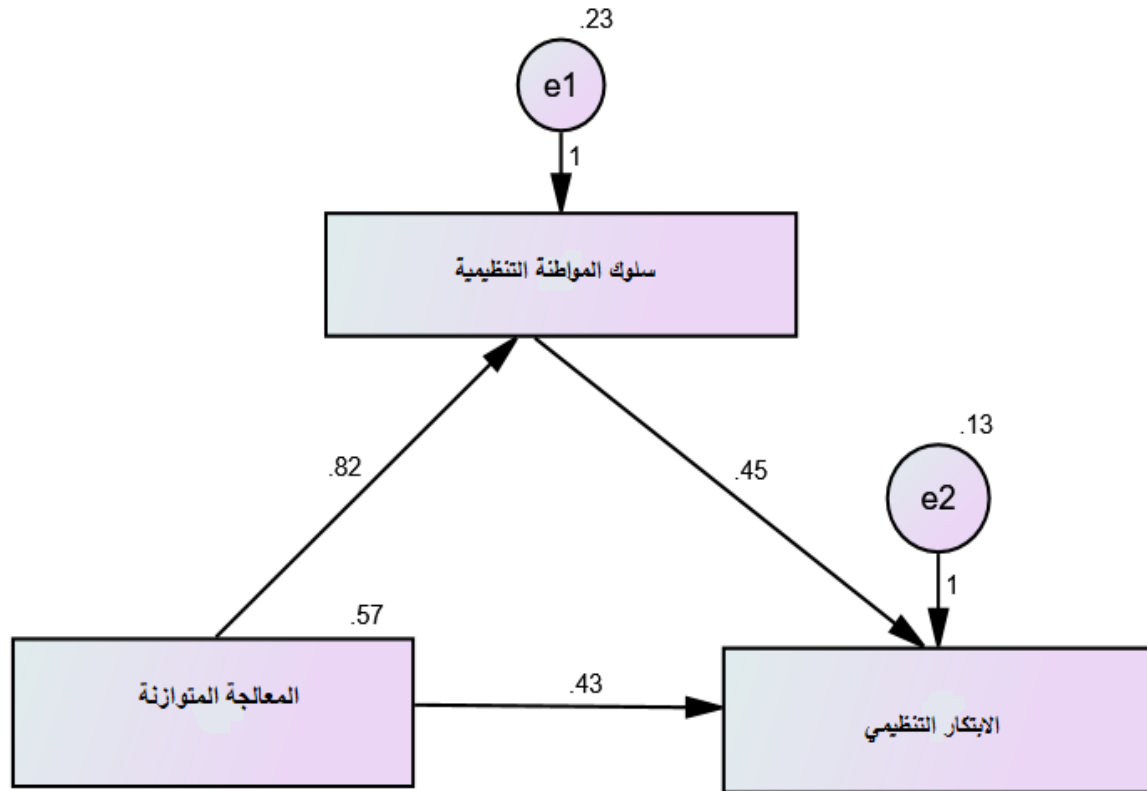 .23
e1
1
سلوك المواطنة التنظيمية
.13
.82
.45
e2
1
.57
المعالجة المتوازنة
.43
الابتكار التنظيمي